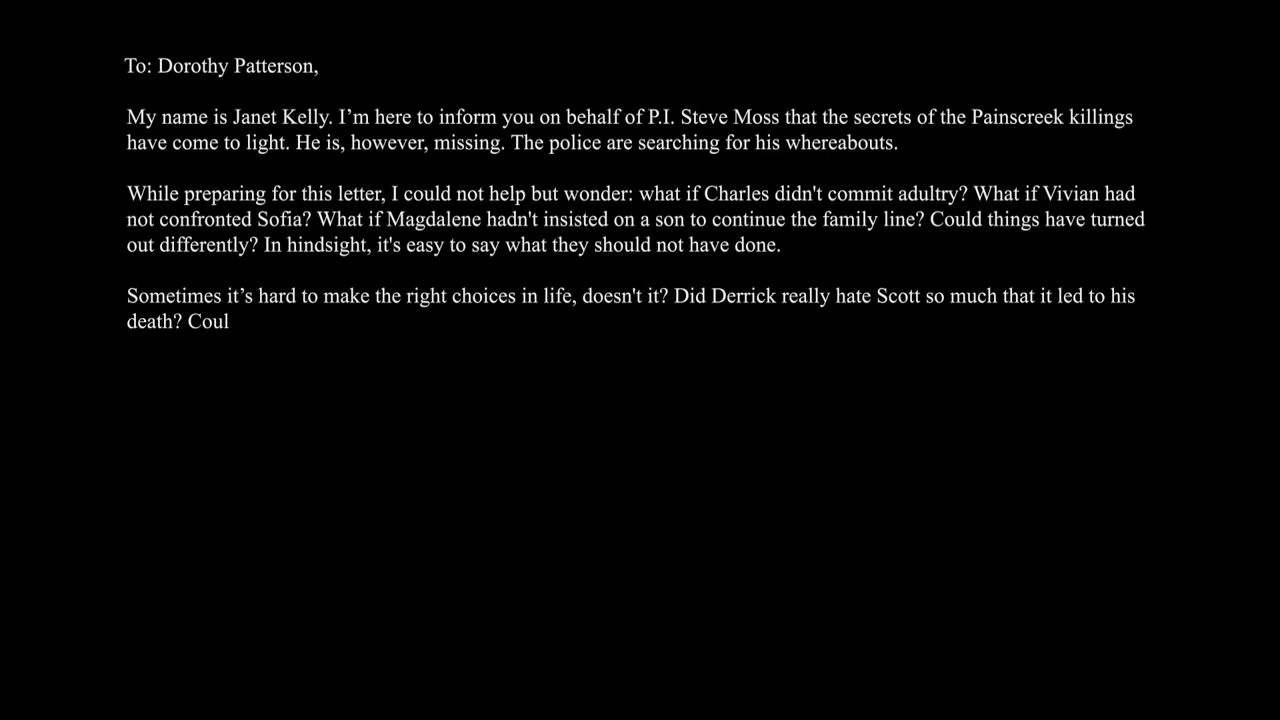 To: Dorothy Patterson,
My name is Janet Kelly. I’m here to inform you on behalf of P.I. Steve Moss that the secrets of the Painscreek killings
have come to light. He is, however, missing. The police are searching for his whereabouts.
While preparing for this letter, I could not help but wonder: what if Charles didn't commit adultry? What if Vivian had
not confronted Sofia? What if Magdalene hadn't insisted on a son to continue the family line? Could things have turned
out differently? In hindsight, it's easy to say what they should not have done.
Sometimes it’s hard to make the right choices in life, doesn't it? Did Derrick really hate Scott so much that it led to his
death? Coul